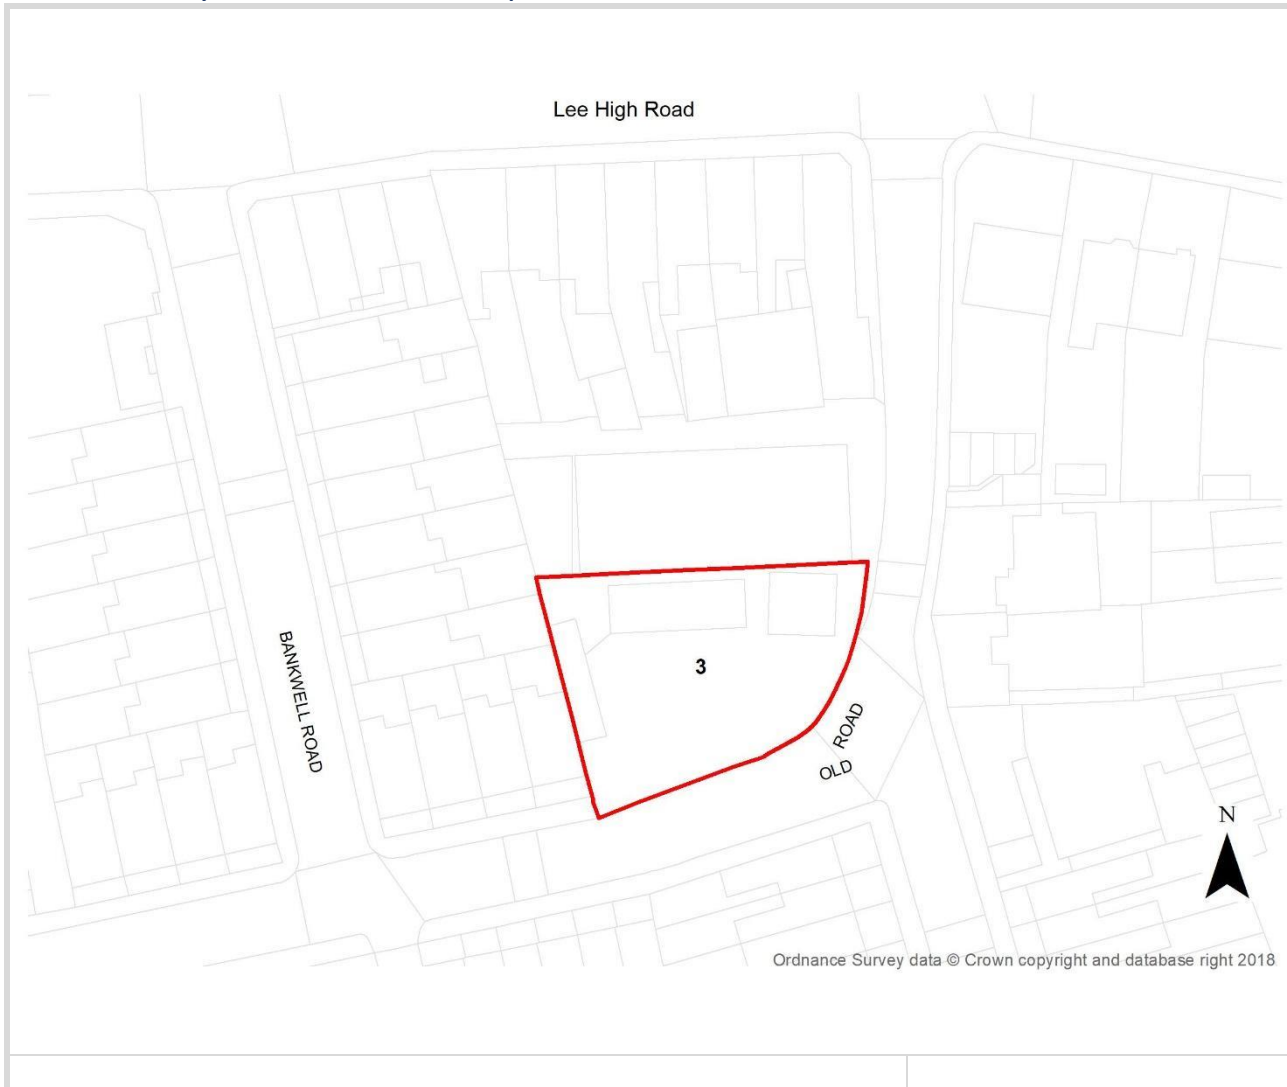 Lee High Road
BANKWELL ROAD
3
ROAD
OLD
N
Ordnance Survey data © Crown copyright and database right 2018